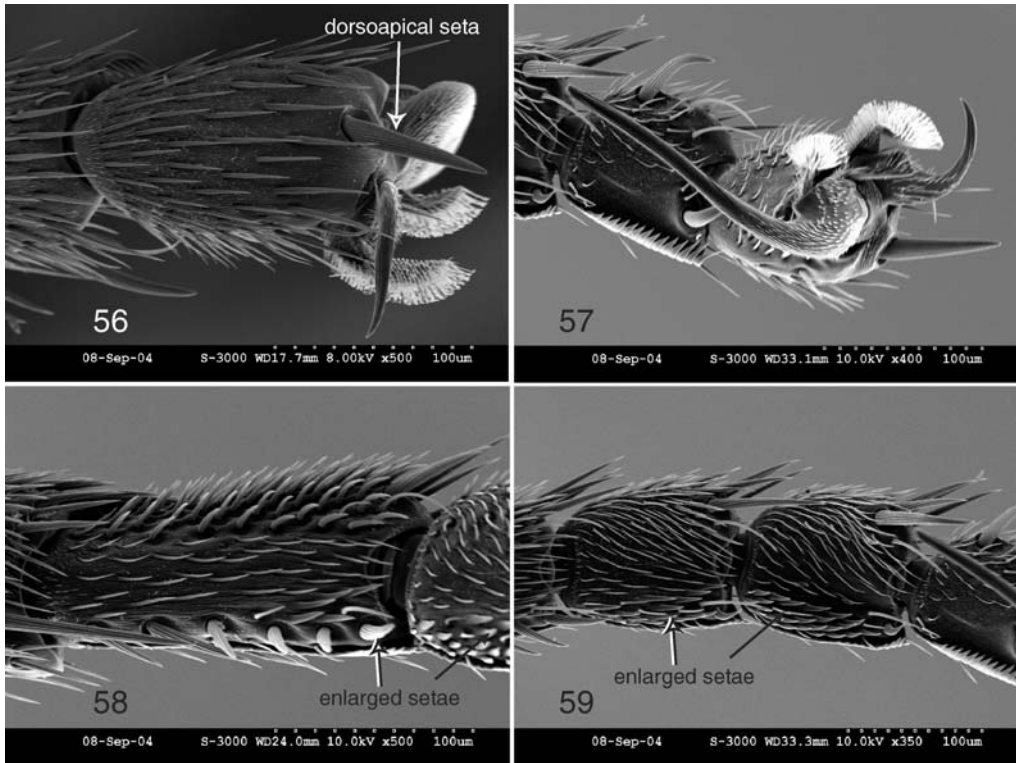 dorsoapical seta
56
08-Sep-04 S-3000 WD17.7mm 8.00kV x500 100um
57
08-Sep-04 S-3000 WD33.1mm 10.0kV x400 100um
enlarged setae
58
08-Sep-04 S-3000 WD24.0mm 10.0kV x500 100um
enlarged setae
59
08-Sep-04 S-3000 WD33.3mm 10.0kV x350 100um